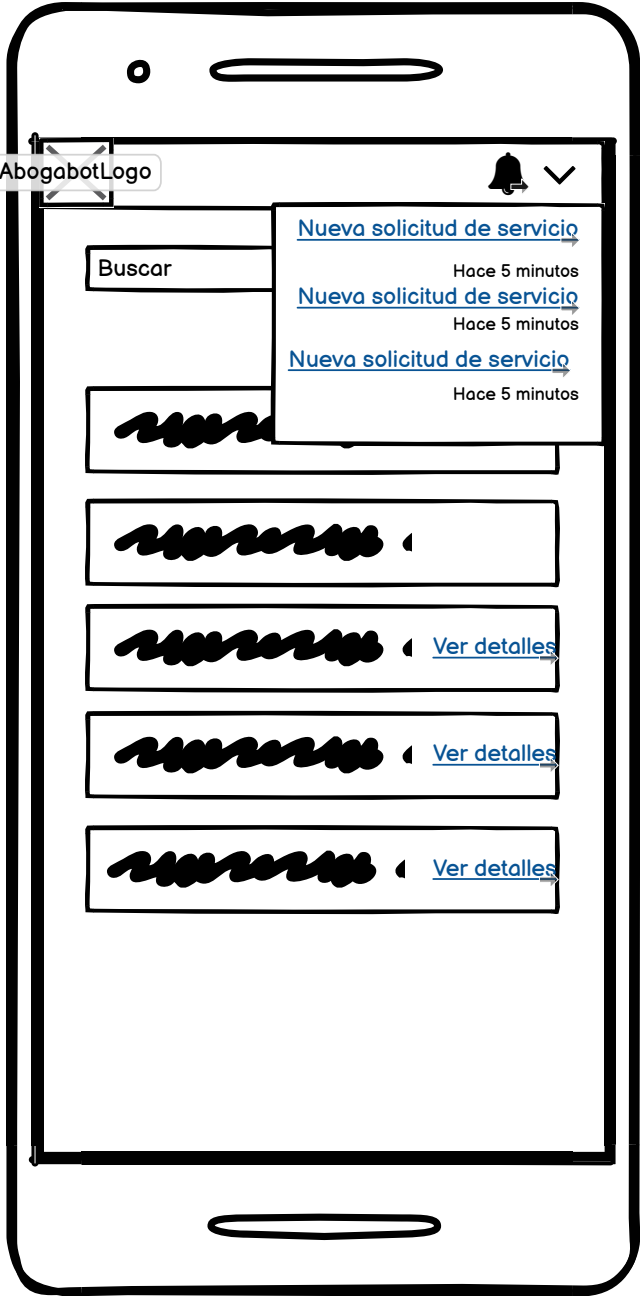 AbogabotLogo
Nueva solicitud de servicio
Hace 5 minutos
Nueva solicitud de servicio
Hace 5 minutos
Nueva solicitud de servicio
Hace 5 minutos
Buscar
Ver detalles
Ver detalles
Ver detalles